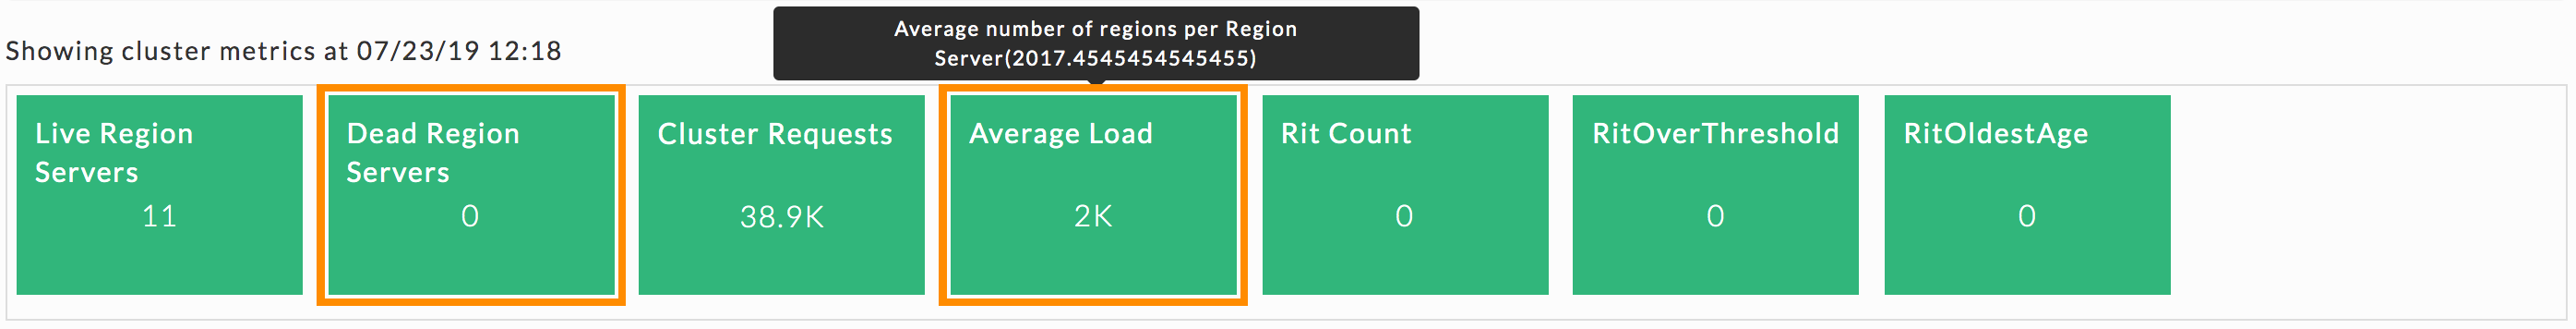 Average number of regions per Region
Server(2017.4545454545455)
Showing cluster metrics at 07/23/19 12:18
Live Region
Servers
11
Dead Region
Servers
0
Cluster Requests
38.9K
Average Load
2K
Rit Count
0
RitOverThreshold
0
RitOldestAge
0